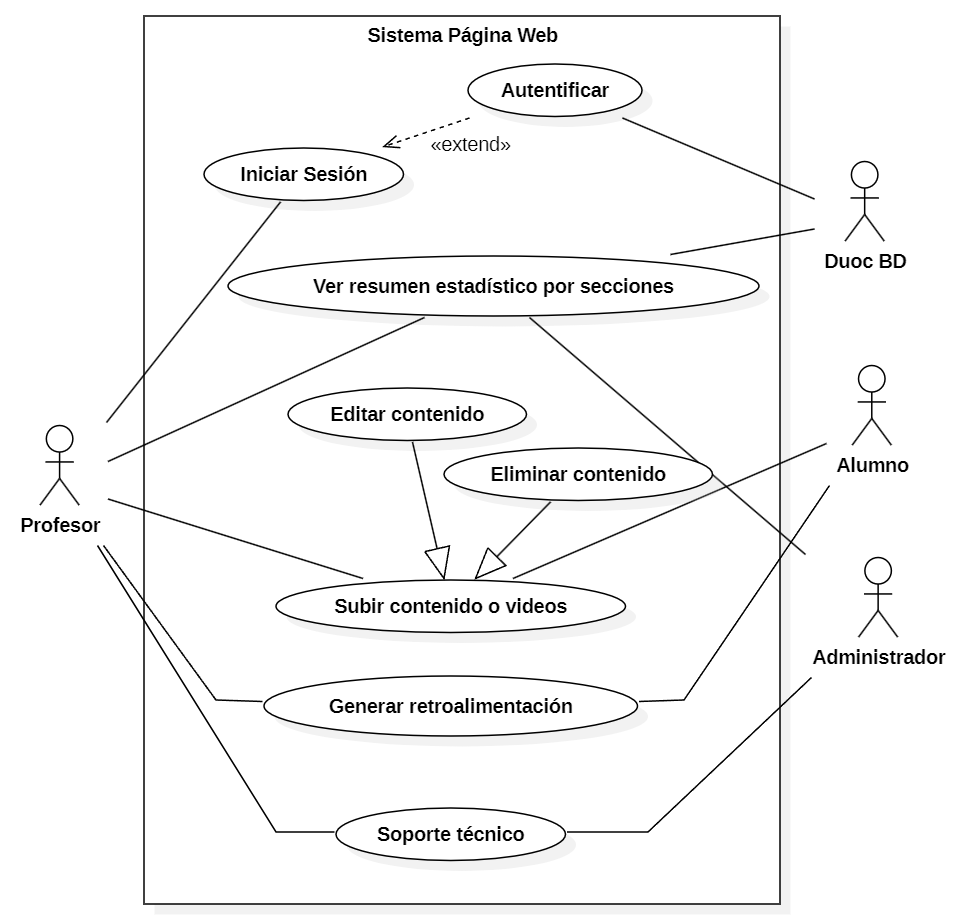 Sistema Página Web
Autentificar
«extend»
Iniciar Sesión
Duoc BD
Ver resumen estadístico por secciones
Editar contenido
Alumno
Eliminar contenido
Profesor
Subir contenido o videos
Administrador
Generar retroalimentación
Soporte técnico